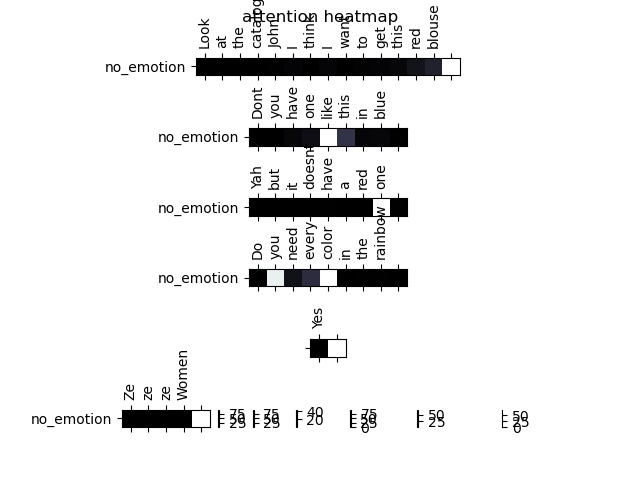 attention heatmap
Look at the catalog John I think I want to get this red blouse
no_emotion
Dont you have one like this in blue
no_emotion
Yah but it doesnt have a red one
no_emotion
Do you need every color in the rainbow
no_emotion
Yes
Ze ze ze Women
no_emotion
75 75 40 75 50 50
50 50 20 50 25 25
25 25 25 0
0